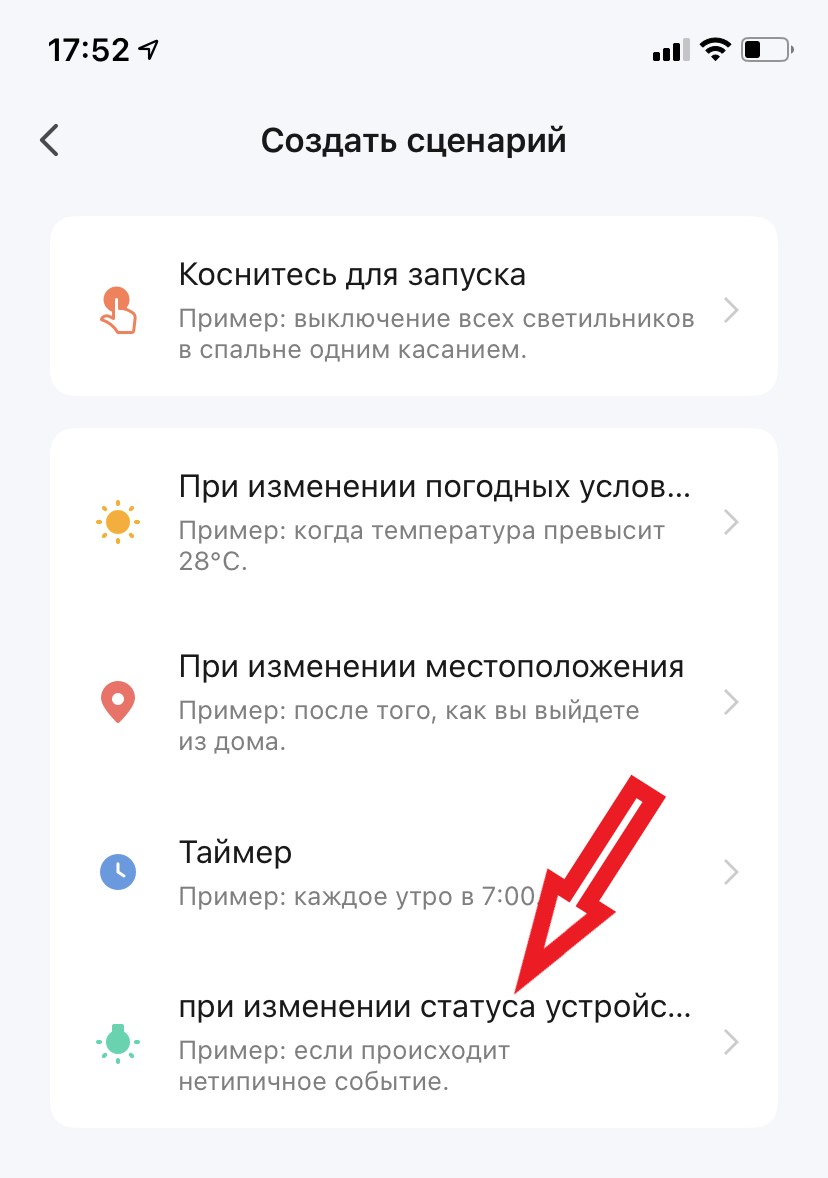 17:52
Создать сценарий
Коснитесь для запуска
Пример: выключение всех светильников
в спальне одним касанием.
При изменении погодных услов...
Пример: когда температура превысит
28°C.
При изменении местоположения
Пример: после того, как вы выйдете
из дома.
Таймер
Пример: каждое утро в 7:00.
при изменении статуса устройс...
Пример: если происходит
нетипичное событие.